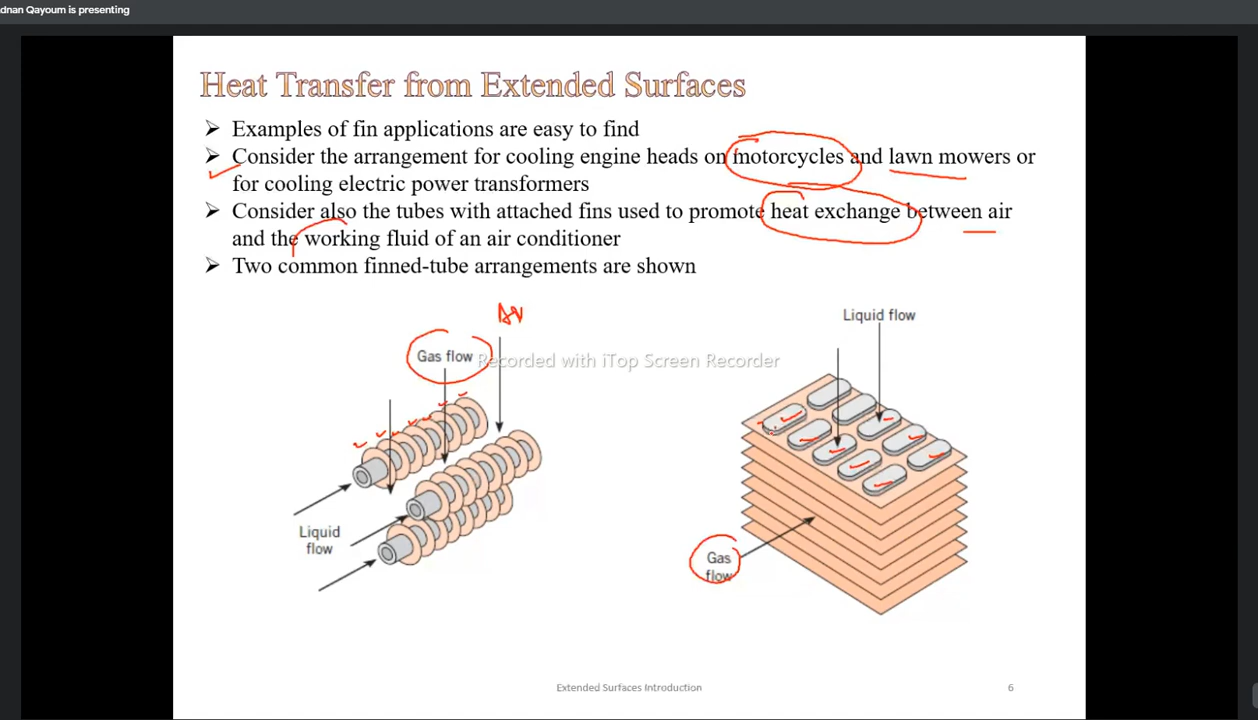 dnan Qayoum is presenting
Heat Transfer from Extended Surfaces
Examples of fin applications are easy to find
Consider the arrangement for cooling engine heads on motorcycles and lawn mowers or
for cooling electric power transformers
Consider also the tubes with attached fins used to promote heat exchange between air
and the working fluid of an air conditioner
Two common finned-tube arrangements are shown
Liquid flow
Gas flow
Recorded with iTop Screen Recorder
Liquid
flow
Gas
flow
Extended Surfaces Introduction
6